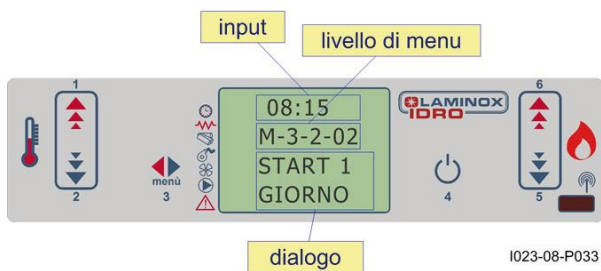 input
livello di menu
1
6
08:15
LAMINOX
IDRO
M-3-2-02
START 1
menù
GIORNO
2
3
4
5
dialogo
I023-08-P033